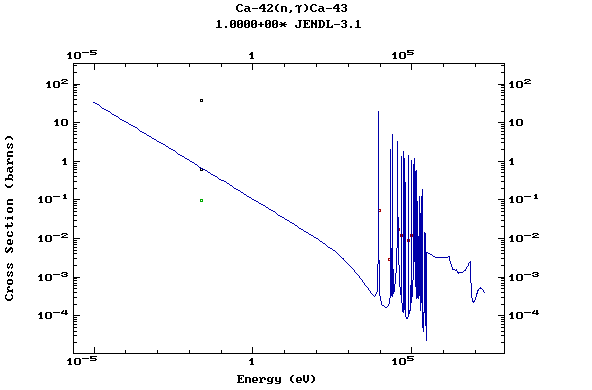 Ca-42(n,γ)Ca-43
1.0000+00* JENDL-3.1
10⁻⁵ 1 10⁵
10² 10²
10 10
1 1
10⁻¹ 10⁻¹
10⁻² 10⁻²
10⁻³ 10⁻³
10⁻⁴ 10⁻⁴
10⁻⁵ 1 10⁵
Cross Section (barns)
Energy (eV)